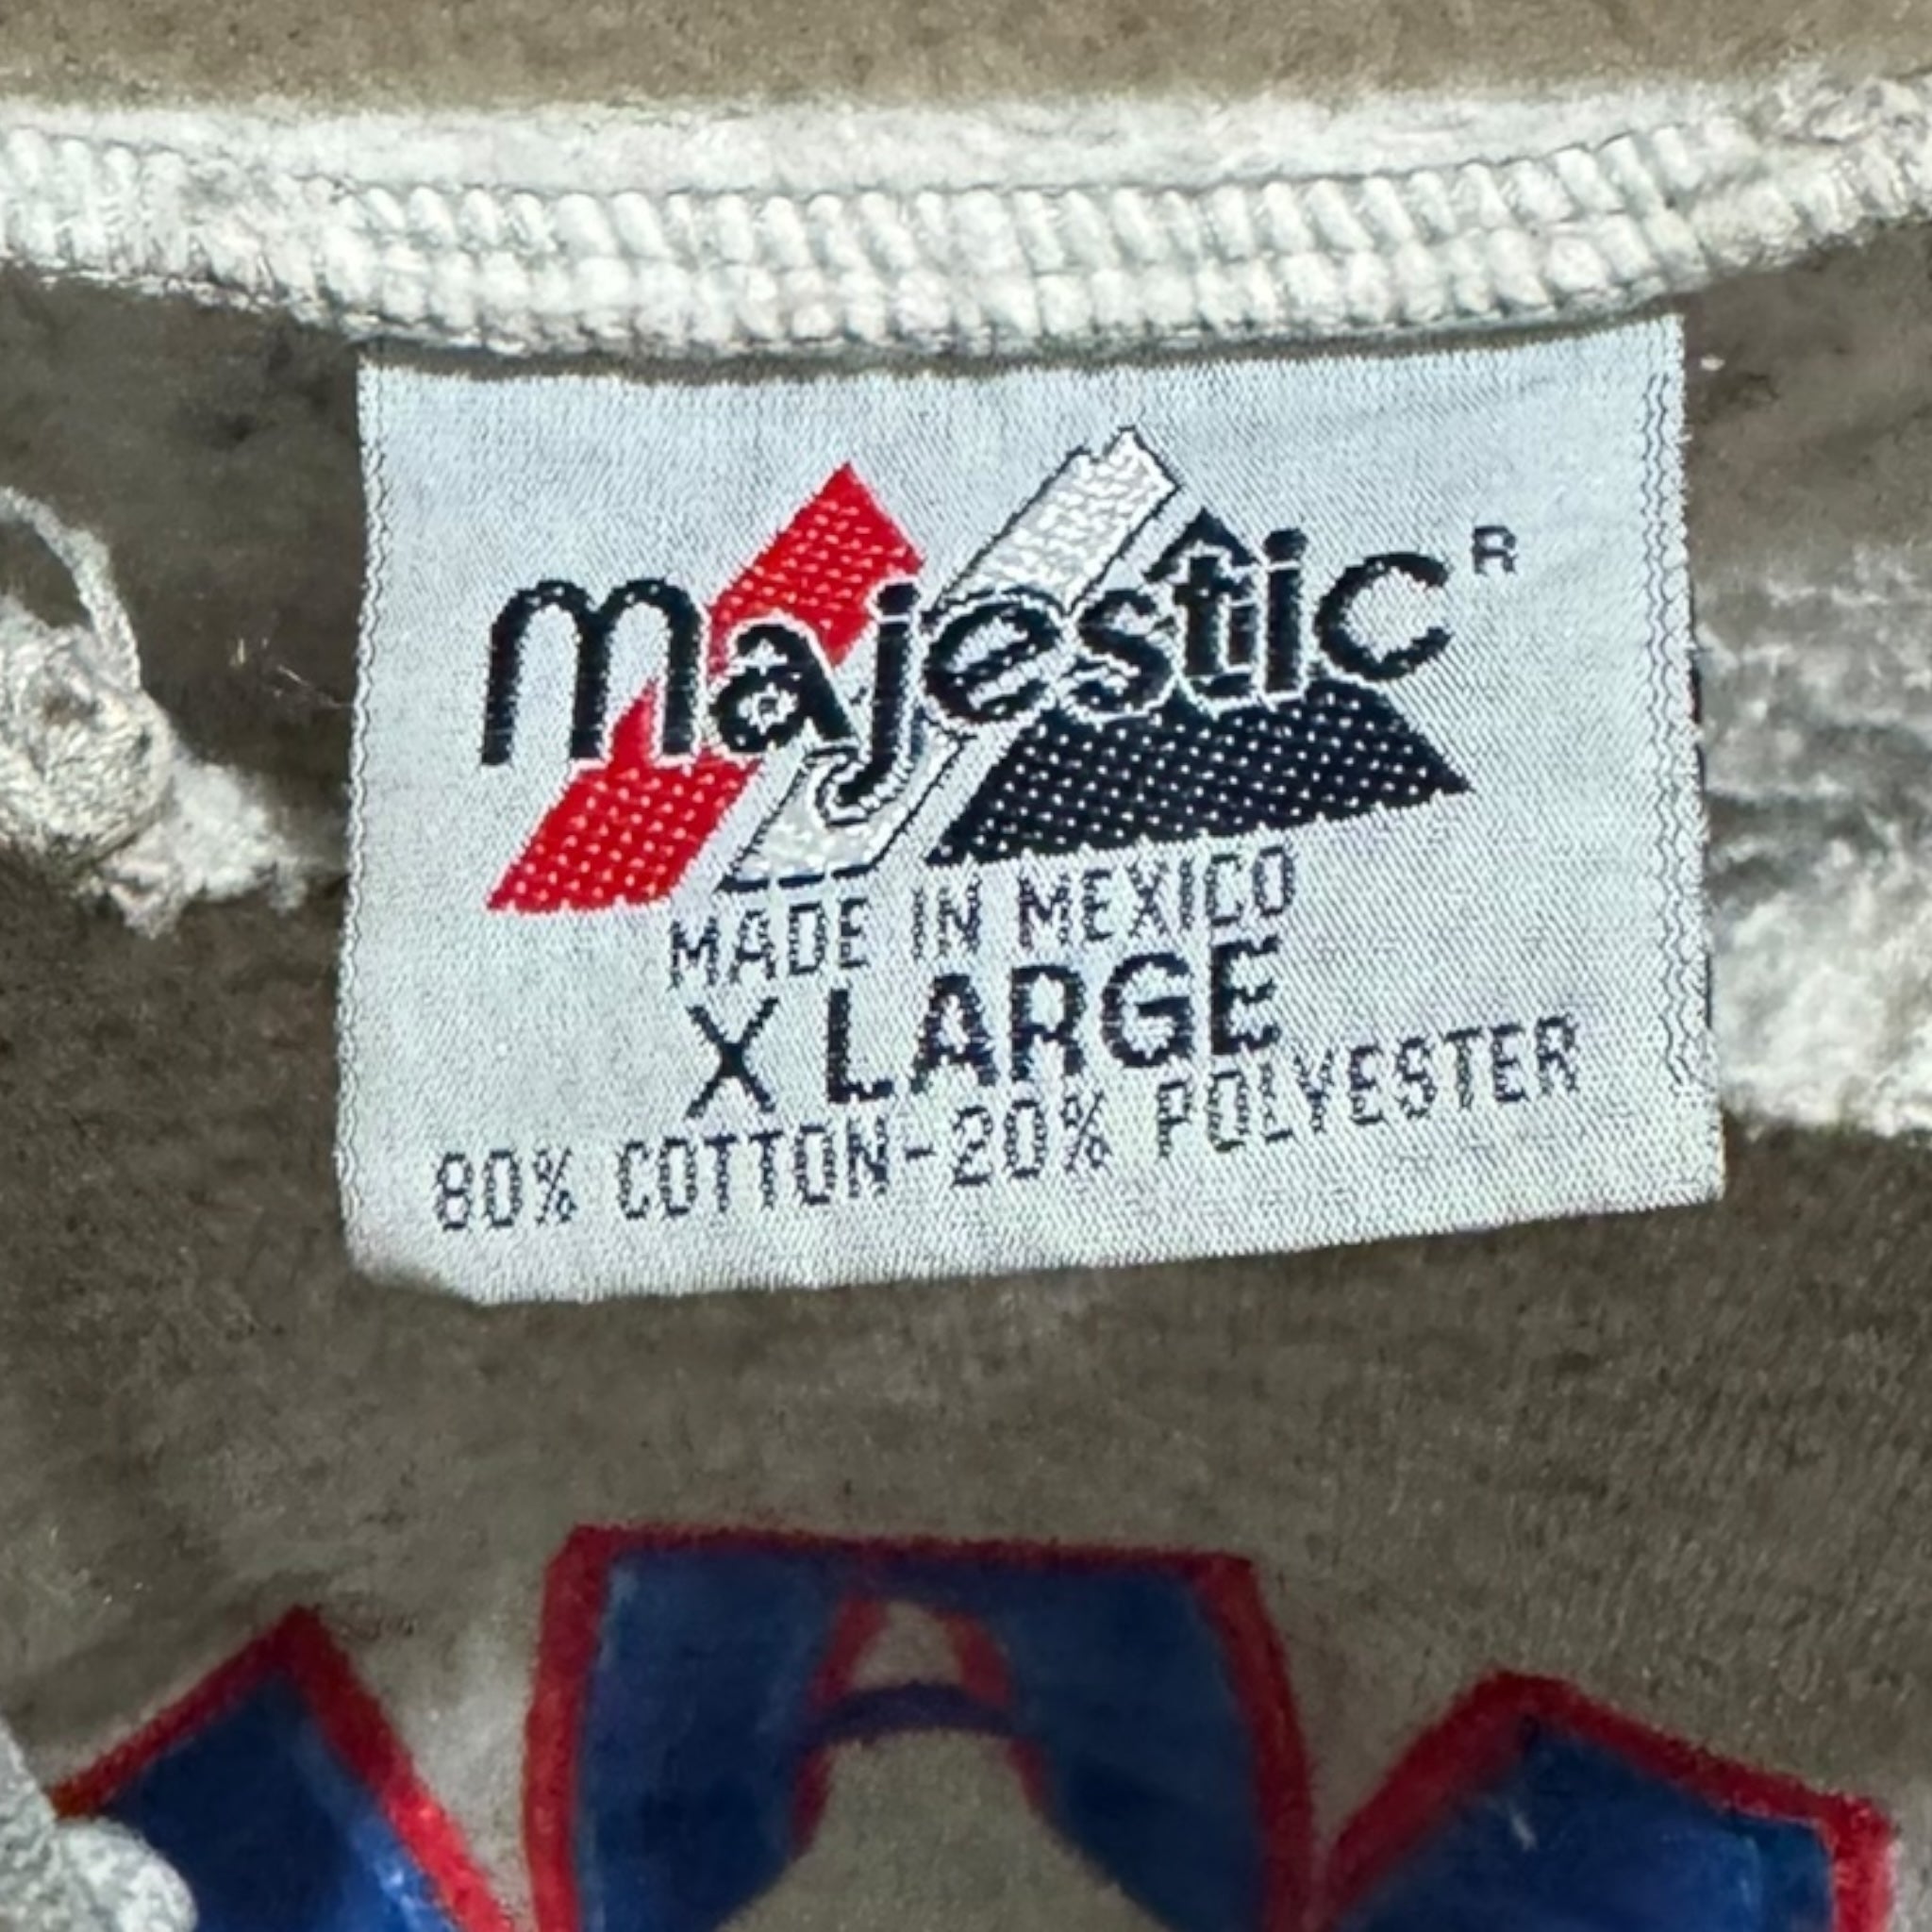 majestic R
MADE IN MEXICO
X LARGE
80% COTTON-20% POLYESTER